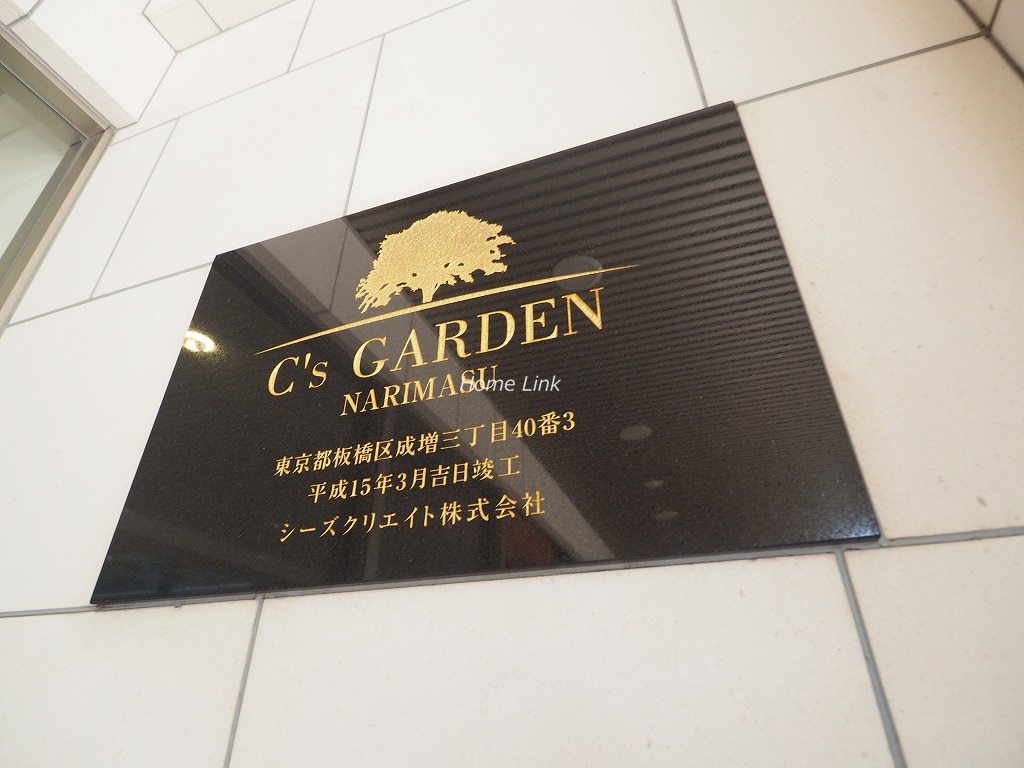 C's GARDEN
NARIMASU
Home Link
東京都板橋区成増三丁目40番3
平成15年3月吉日竣工
シーズクリエイト株式会社